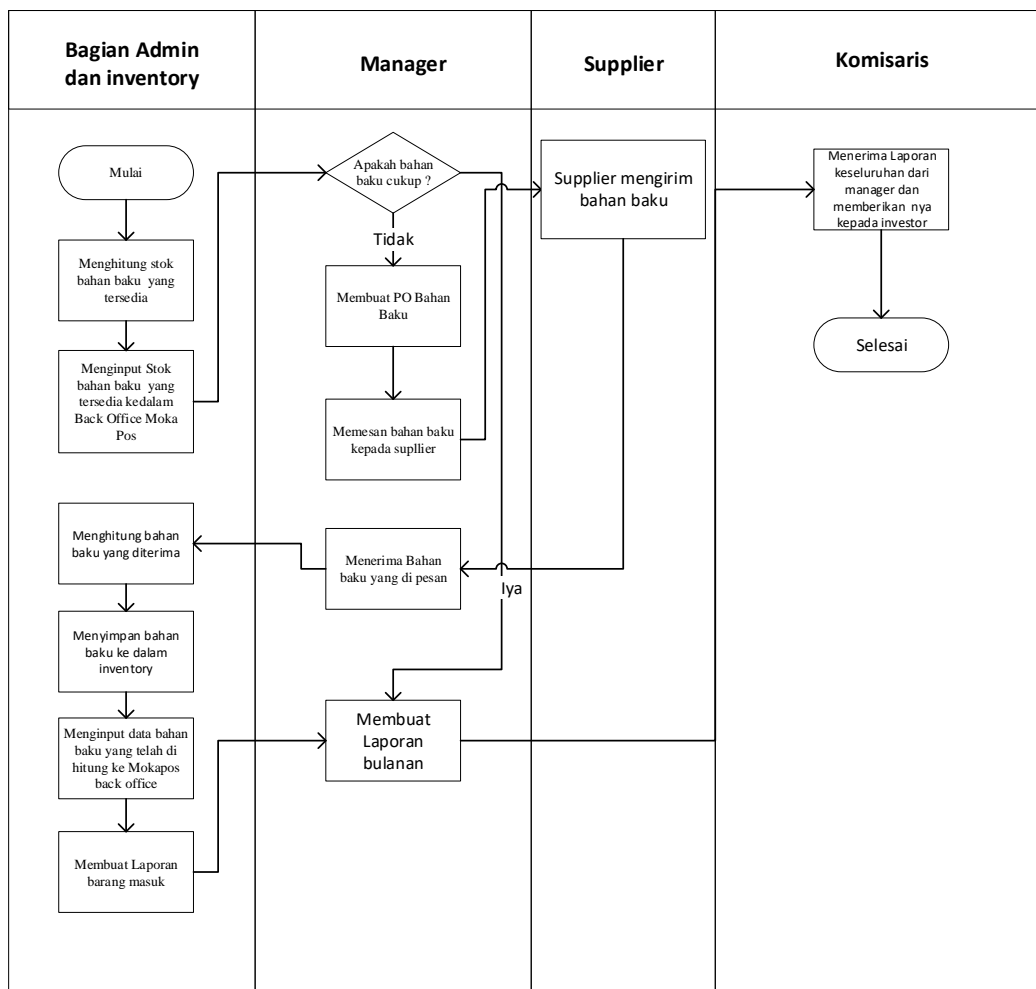 Bagian Admin
dan inventory
Manager
Supplier
Komisaris
Mulai
Menghitung stok
bahan baku yang
tersedia
Menginput Stok
bahan baku yang
tersedia kedalam
Back Office Moka
Pos
Menghitung bahan
baku yang diterima
Menyimpan bahan
baku ke dalam
inventory
Menginput data bahan
baku yang telah di
hitung ke Mokapos
back office
Membuat Laporan
barang masuk
Apakah bahan
baku cukup ?
Tidak
Membuat PO Bahan
Baku
Memesan bahan baku
kepada supllier
Menerima Bahan
baku yang di pesan
Iya
Membuat
Laporan
bulanan
Supplier mengirim
bahan baku
Menerima Laporan
keseluruhan dari
manager dan
memberikan nya
kepada investor
Selesai